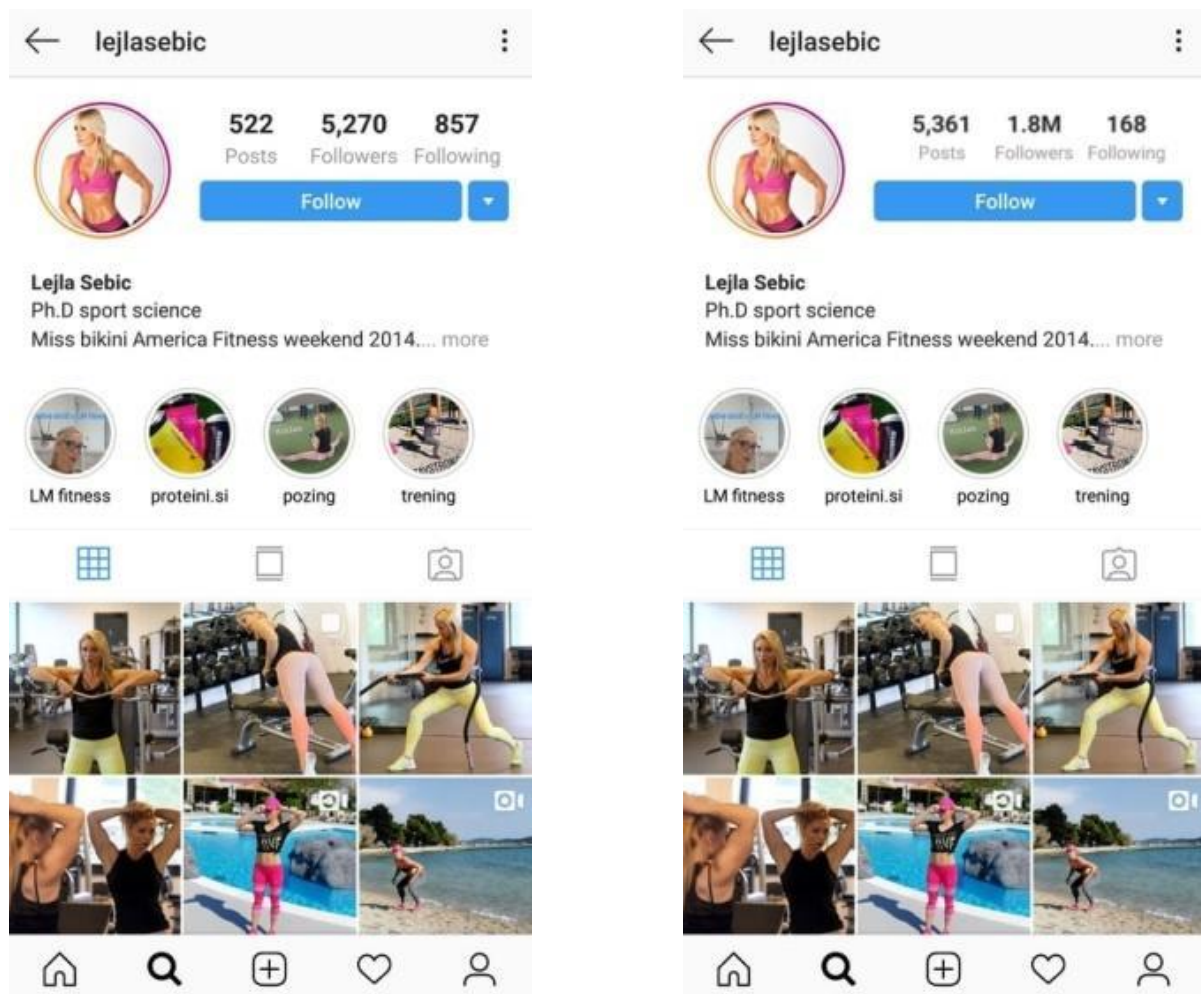 lejlasebic
522 5,270 857
Posts Followers Following
Follow
Lejla Sebic
Ph.D sport science
Miss bikini America Fitness weekend 2014.... more
LM fitness proteini.si pozing trening
lejlasebic
5,361 1.8M 168
Posts Followers Following
Follow
Lejla Sebic
Ph.D sport science
Miss bikini America Fitness weekend 2014.... more
LM fitness proteini.si pozing trening